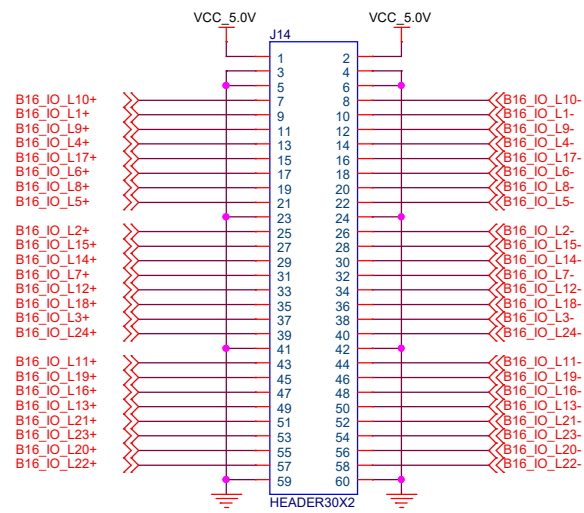 VCC_5.0V VCC_5.0V
J14
1 2
3 4
5 6
B16_IO_L10+ 7 8 B16_IO_L10-
B16_IO_L1+ 9 10 B16_IO_L1-
B16_IO_L9+ 11 12 B16_IO_L9-
B16_IO_L4+ 13 14 B16_IO_L4-
B16_IO_L17+ 15 16 B16_IO_L17-
B16_IO_L6+ 17 18 B16_IO_L6-
B16_IO_L8+ 19 20 B16_IO_L8-
B16_IO_L5+ 21 22 B16_IO_L5-
23 24
B16_IO_L2+ 25 26 B16_IO_L2-
B16_IO_L15+ 27 28 B16_IO_L15-
B16_IO_L14+ 29 30 B16_IO_L14-
B16_IO_L7+ 31 32 B16_IO_L7-
B16_IO_L12+ 33 34 B16_IO_L12-
B16_IO_L18+ 35 36 B16_IO_L18-
B16_IO_L3+ 37 38 B16_IO_L3-
B16_IO_L24+ 39 40 B16_IO_L24-
41 42
B16_IO_L11+ 43 44 B16_IO_L11-
B16_IO_L19+ 45 46 B16_IO_L19-
B16_IO_L16+ 47 48 B16_IO_L16-
B16_IO_L13+ 49 50 B16_IO_L13-
B16_IO_L21+ 51 52 B16_IO_L21-
B16_IO_L23+ 53 54 B16_IO_L23-
B16_IO_L20+ 55 56 B16_IO_L20-
B16_IO_L22+ 57 58 B16_IO_L22-
59 60
HEADER30X2